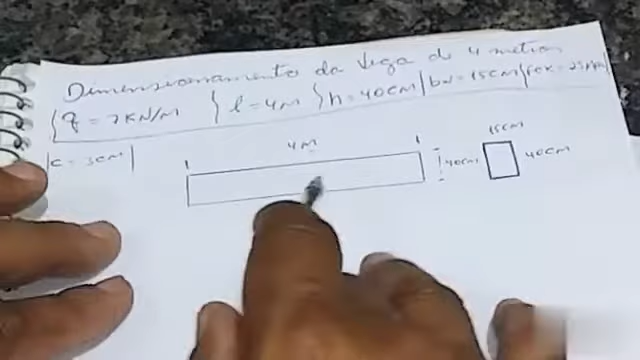 Dimensionamento da Viga de 4 metros
q = 7KN/M l = 4M h = 40CM bw = 15CM fck = 25MPa
c = 3cm
4M
40cm
15cm
40cm